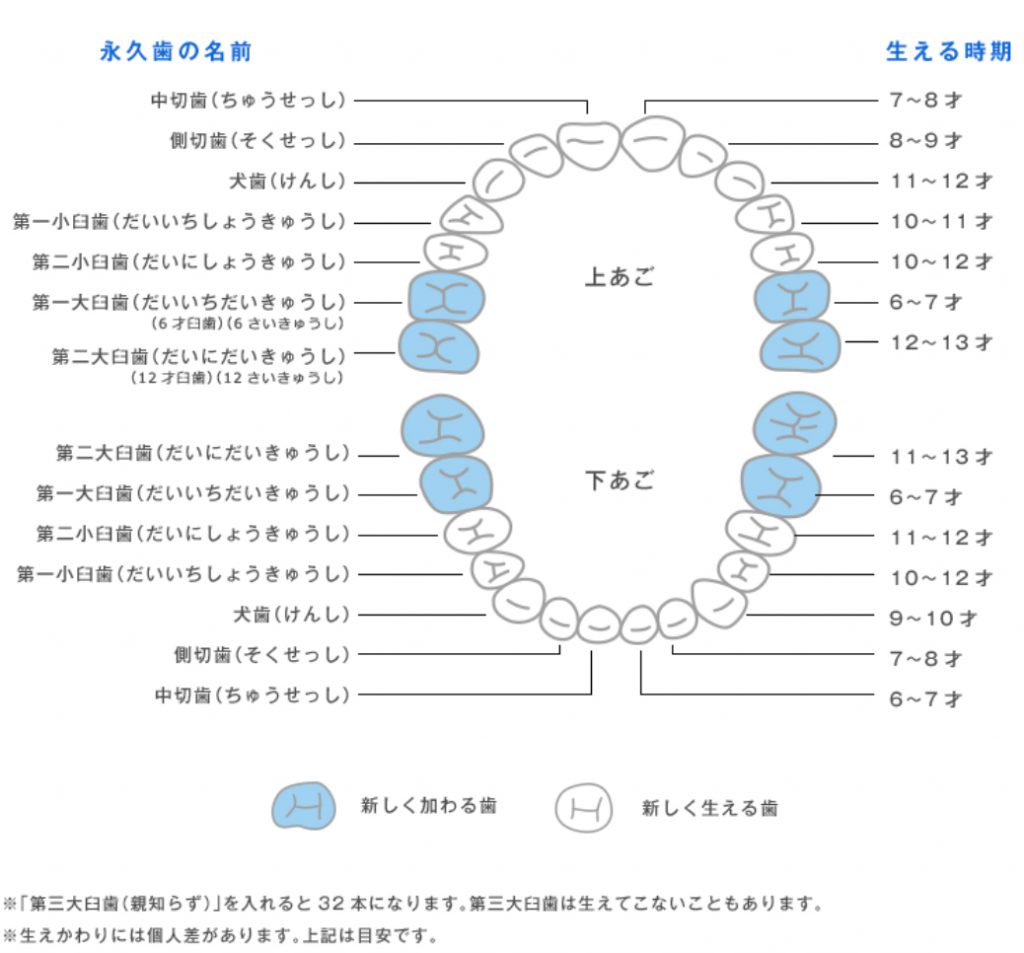 永久歯の名前 生える時期
中切歯(ちゅうせっし) 7〜8才
側切歯(そくせっし) 8〜9才
犬歯(けんし) 11〜12才
第一小臼歯(だいいちしょうきゅうし) 10〜11才
第二小臼歯(だいにしょうきゅうし) 10〜12才
上あご
第一大臼歯(だいいちだいきゅうし) 6〜7才
(6才臼歯)(6さいきゅうし)
第二大臼歯(だいにだいきゅうし) 12〜13才
(12才臼歯)(12さいきゅうし)
第二大臼歯(だいにだいきゅうし) 11〜13才
下あご
第一大臼歯(だいいちだいきゅうし) 6〜7才
第二小臼歯(だいにしょうきゅうし) 11〜12才
第一小臼歯(だいいちしょうきゅうし) 10〜12才
犬歯(けんし) 9〜10才
側切歯(そくせっし) 7〜8才
中切歯(ちゅうせっし) 6〜7才
新しく加わる歯 新しく生える歯
※「第三大臼歯(親知らず)」を入れると32本になります。第三大臼歯は生えてこないこともあります。
※生えかわりには個人差があります。上記は目安です。